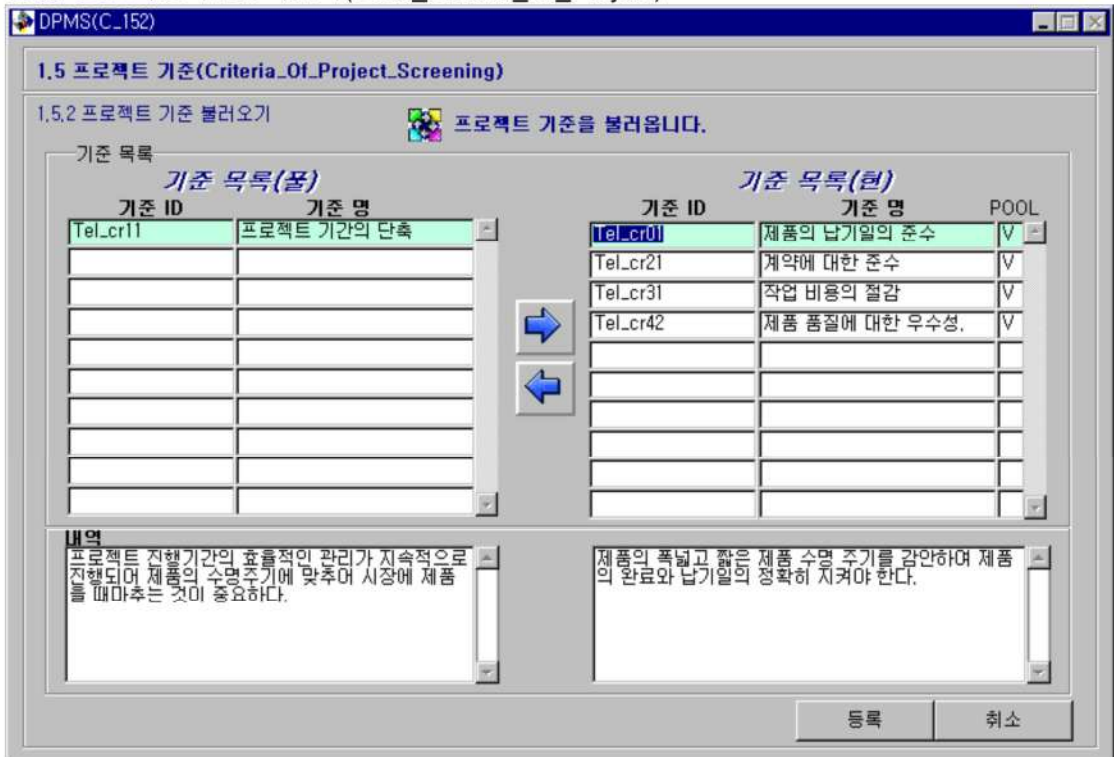 DPMS(C_152)
1.5 프로젝트 기준(Criteria_Of_Project_Screening)
1.5.2 프로젝트 기준 불러오기
프로젝트 기준을 불러옵니다.
기준 목록
기준 목록(풀)
기준 ID 기준 명
Tel_cr11 프로젝트 기간의 단축
기준 목록(현)
기준 ID 기준 명 POOL
Tel_cr01 제품의 납기일의 준수 V
Tel_cr21 계약에 대한 준수 V
Tel_cr31 작업 비용의 절감 V
Tel_cr42 제품 품질에 대한 우수성. V
내역
프로젝트 진행기간의 효율적인 관리가 지속적으로
진행되어 제품의 수명주기에 맞추어 시장에 제품
을 때마추는 것이 중요하다.
제품의 폭넓고 짧은 제품 수명 주기를 감안하며 제품
의 완료와 납기일의 정확히 지켜야 한다.
등록 취소